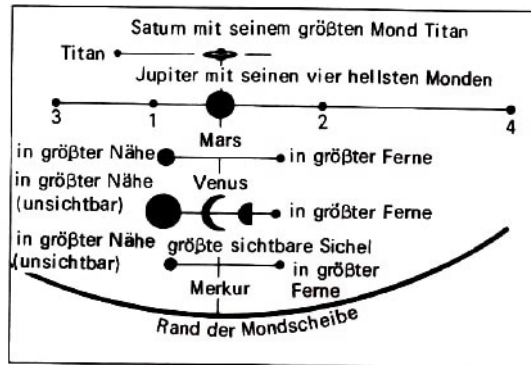 Saturn mit seinem größten Mond Titan
Titan
Jupiter mit seinen vier hellsten Monden
3 1 2 4
Mars
in größter Nähe in größter Ferne
Venus
in größter Nähe
(unsichtbar) in größter Ferne
größte sichtbare Sichel
in größter Nähe
(unsichtbar) in größter
Ferne
Merkur
Rand der Mondscheibe